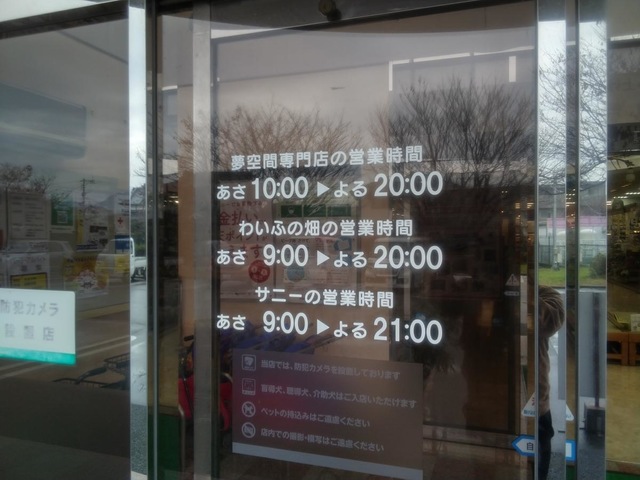 夢空間専門店の営業時間
あさ 10:00 ▶ よる 20:00
わいふの畑の営業時間
あさ 9:00 ▶ よる 20:00
サニーの営業時間
あさ 9:00 ▶ よる 21:00
防犯カメラ
設置店
当店では、防犯カメラを設置しております
盲導犬、聴導犬、介助犬はご入店いただけます
ペットの持込みはご遠慮ください
店内での撮影・模写はご遠慮ください
自